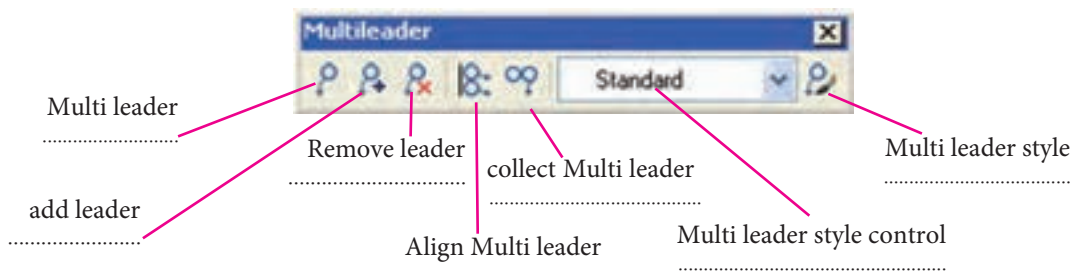 Multileader
Standard
Multi leader
..............................
Remove leader
.......................................
collect Multi leader
........................................
Multi leader style
.........................................
add leader
.............................
Align Multi leader
Multi leader style control
...........................................................